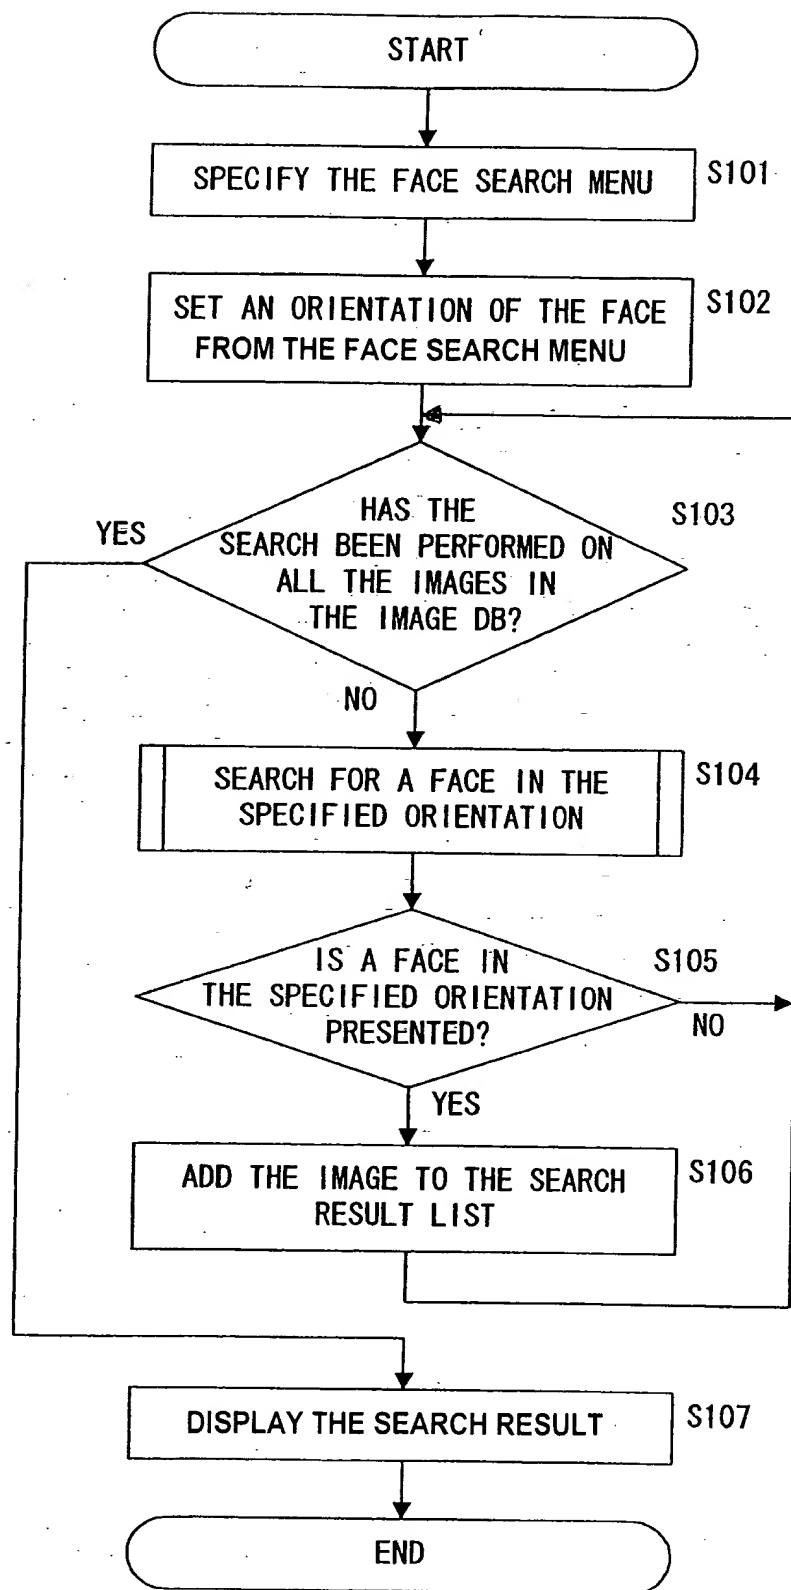 START
SPECIFY THE FACE SEARCH MENU
S101
SET AN ORIENTATION OF THE FACE
FROM THE FACE SEARCH MENU
S102
HAS THE
SEARCH BEEN PERFORMED ON
ALL THE IMAGES IN
THE IMAGE DB?
S103
YES
NO
SEARCH FOR A FACE IN THE
SPECIFIED ORIENTATION
S104
IS A FACE IN
THE SPECIFIED ORIENTATION
PRESENTED?
S105
NO
YES
ADD THE IMAGE TO THE SEARCH
RESULT LIST
S106
DISPLAY THE SEARCH RESULT
S107
END